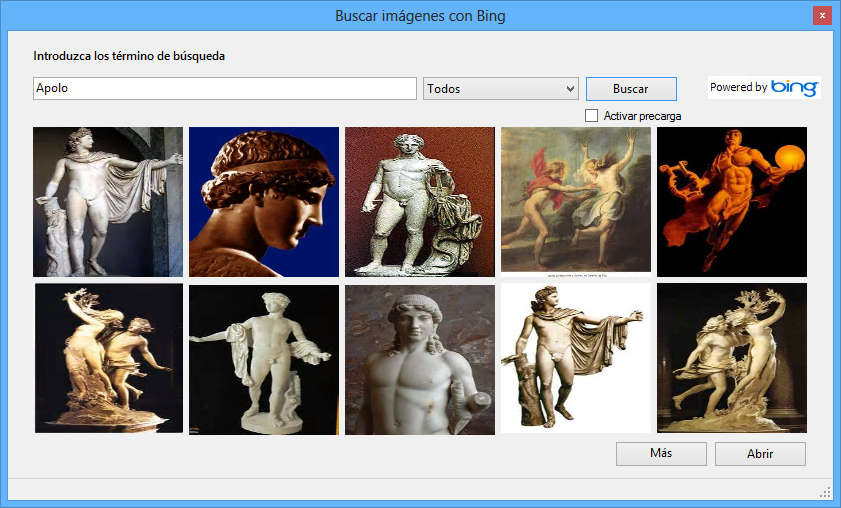 Buscar imágenes con Bing
x
Introduzca los término de búsqueda
Apolo
Todos
Buscar
Powered by bing
Activar precarga
Más
Abrir